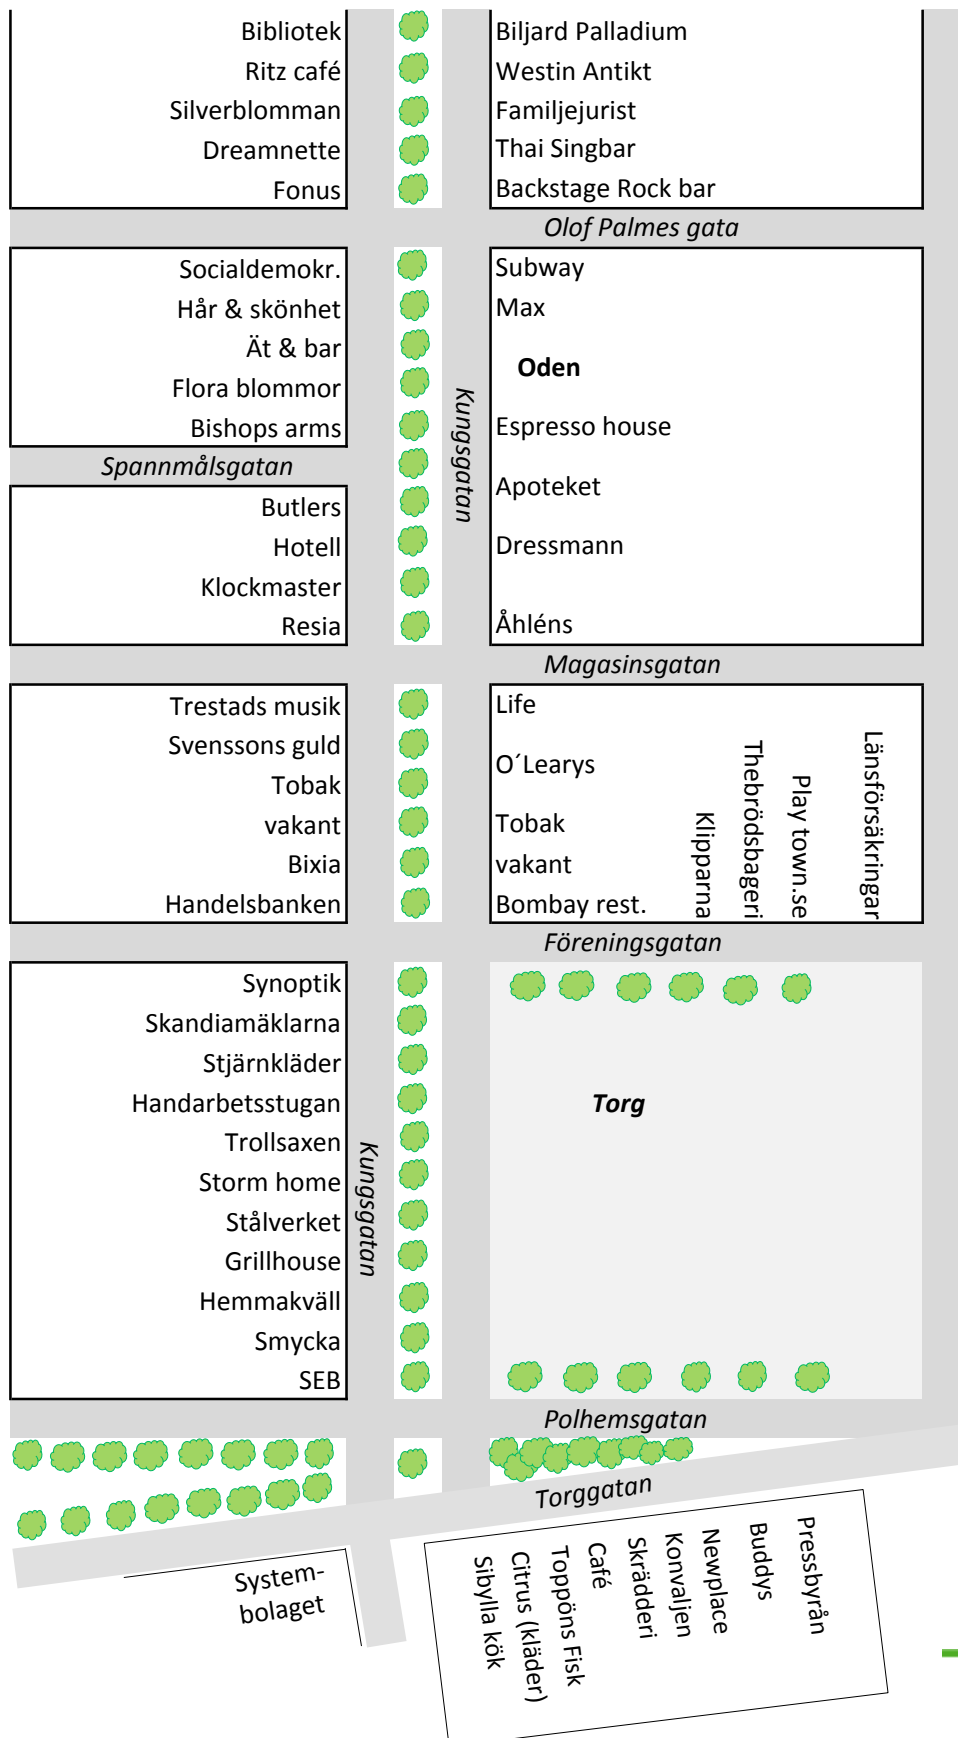 Bibliotek
Ritz café
Silverblomman
Dreamnette
Fonus
Biljard Palladium
Westin Antikt
Familjejurist
Thai Singbar
Backstage Rock bar
Olof Palmes gata
Socialdemokr.
Hår & skönhet
Ät & bar
Flora blommor
Bishops arms
Spannmålsgatan
Butlers
Hotell
Klockmaster
Resia
Kungsgatan
Subway
Max
Oden
Espresso house
Apoteket
Dressmann
Åhléns
Magasinsgatan
Trestads musik
Svenssons guld
Tobak
vakant
Bixia
Handelsbanken
Life
O´Learys
Tobak
vakant
Bombay rest.
Klipparna
Thebrödsbageri
Play town.se
Länsförsäkringar
Föreningsgatan
Synoptik
Skandiamäklarna
Stjärnkläder
Handarbetsstugan
Trollsaxen
Storm home
Stålverket
Grillhouse
Hemmakväll
Smycka
SEB
Kungsgatan
Torg
Polhemsgatan
Torggatan
System-
bolaget
Sibylla kök
Citrus (kläder)
Toppöns Fisk
Café
Skrädderi
Konvaljen
Newplace
Buddys
Pressbyrån